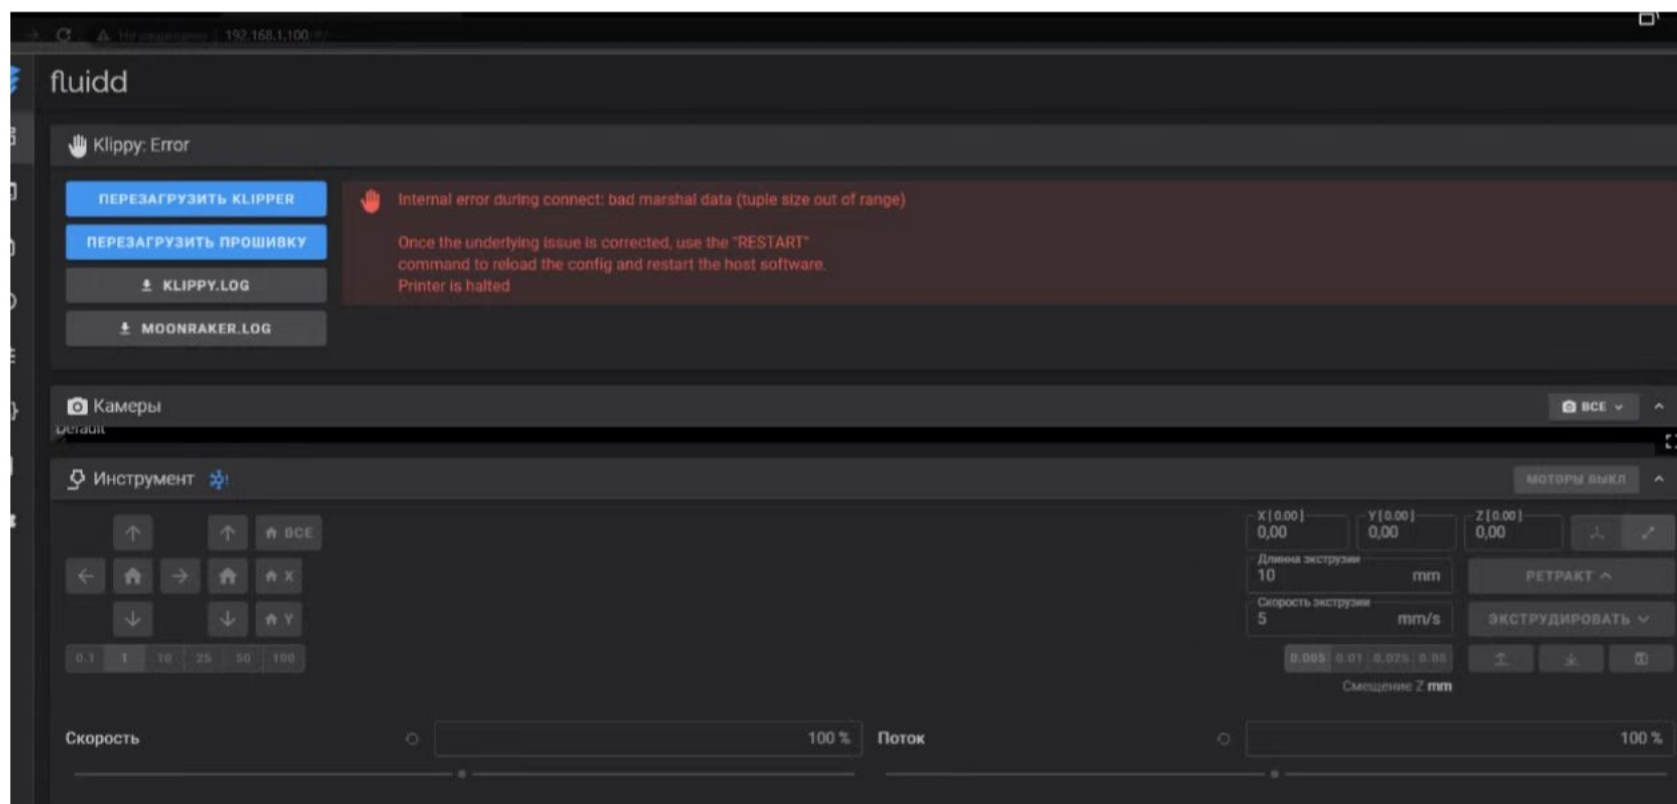 192.168.1.100/#/
fluidd
Klippy: Error
ПЕРЕЗАГРУЗИТЬ KLIPPER
Internal error during connect: bad marshal data (tuple size out of range)
ПЕРЕЗАГРУЗИТЬ ПРОШИВКУ
Once the underlying issue is corrected, use the "RESTART"
command to reload the config and restart the host software.
Printer is halted
KLIPPY.LOG
MOONRAKER.LOG
Камеры
ВСЕ
Default
Инструмент
МОТОРЫ ВЫКЛ
ВСЕ
X [ 0.00 ] Y [ 0.00 ] Z [ 0.00 ]
0,00 0,00 0,00
X
Длинна экструзии
10 mm
РЕТРАКТ
Y
Скорость экструзии
5 mm/s
ЭКСТРУДИРОВАТЬ
0.1 1 10 25 50 100
0.005 0.01 0.025 0.05
Смещение Z mm
Скорость 100 % Поток 100 %